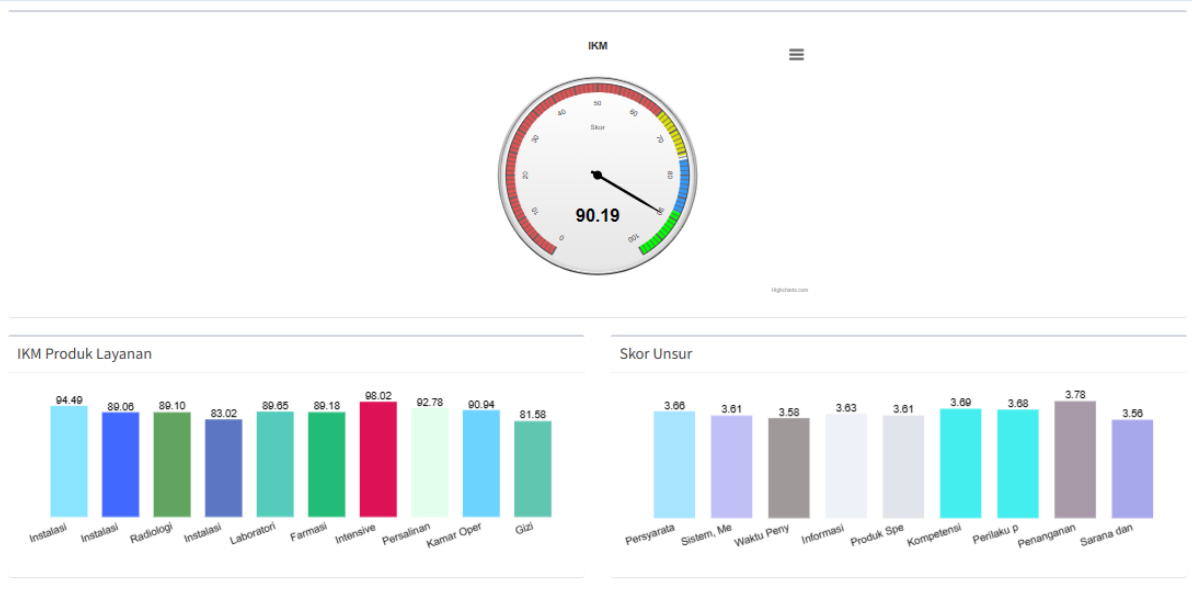 IKM
0
10
20
30
40
50
60
70
80
90
100
Skor
90.19
Highcharts.com
IKM Produk Layanan
94.49
89.06
89.10
83.02
89.65
89.18
98.02
92.78
90.94
81.58
Instalasi
Instalasi
Radiologi
Instalasi
Laboratori
Farmasi
Intensive
Persalinan
Kamar Oper
Gizi
Skor Unsur
3.66
3.61
3.58
3.63
3.61
3.69
3.68
3.78
3.56
Persyarata
Sistem, Me
Waktu Peny
Informasi
Produk Spe
Kompetensi
Perilaku p
Penanganan
Sarana dan